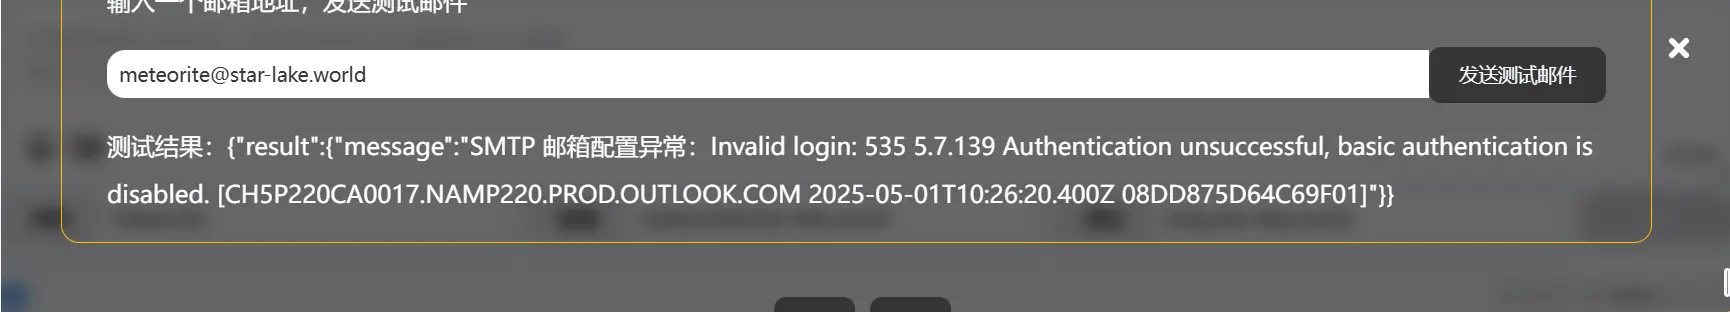 输入一个邮箱地址，发送测试邮件
meteorite@star-lake.world
发送测试邮件
测试结果：{"result":{"message":"SMTP 邮箱配置异常：Invalid login: 535 5.7.139 Authentication unsuccessful, basic authentication is
disabled. [CH5P220CA0017.NAMP220.PROD.OUTLOOK.COM 2025-05-01T10:26:20.400Z 08DD875D64C69F01]"}}